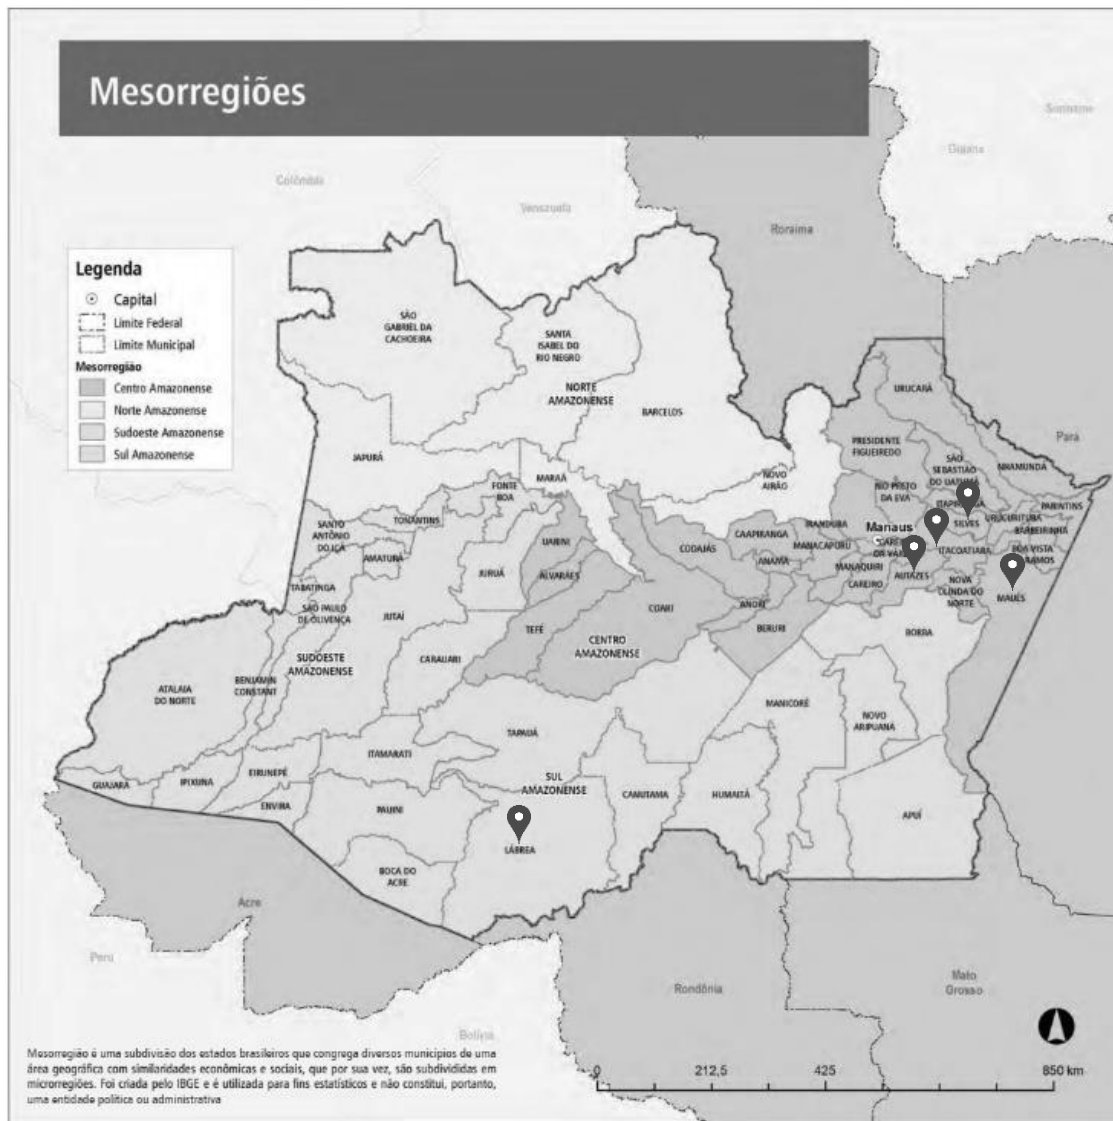 Mesorregiões
Suriname
Guiana
Colômbia
Venezuela
Roraima
Legenda
Capital
Limite Federal
Limite Municipal
Mesorregião
Centro Amazonense
Norte Amazonense
Sudoeste Amazonense
Sul Amazonense
SÃO
GABRIEL DA
CACHOEIRA
SANTA
ISABEL DO
RIO NEGRO
NORTE
AMAZONENSE
BARCELOS
URUCARÁ
Pará
PRESIDENTE
FIGUEIREDO
SÃO
SEBASTIÃO
DO UATUMÃ
NHAMUNDÁ
JAPURÁ
MARAÃ
NOVO
AIRÃO
FONTE
BOA
RIO PRETO
DA EVA
PARINTINS
SANTO
ANTÔNIO
DO IÇÁ
TONANTINS
SILVES
URUCURITUBA
BARREIRINHA
IRANDUBA
Manaus
CAAPIRANGA
MANACAPURU
CODAJÁS
UARINI
AMATURÁ
ANAMÃ
ITACOATIARA
BOA VISTA
JURUÁ
ALVARÃES
MANAQUIRI
AUTAZES
CAREIRO
NOVA
OLINDA DO
NORTE
MAUÉS
TABATINGA
SÃO PAULO
DE OLIVENÇA
JUTAÍ
COARI
ANORI
BERURI
TEFÉ
BORBA
CENTRO
AMAZONENSE
SUDOESTE
AMAZONENSE
CARAUARI
BENJAMIN
CONSTANT
ATALAIA
DO NORTE
MANICORÉ
NOVO
ARIPUANÃ
TAPAUÁ
ITAMARATI
EIRUNEPÉ
IPIXUNA
GUAJARÁ
ENVIRA
SUL
AMAZONENSE
CANUTAMA
HUMAITÁ
PAUINI
APUÍ
LÁBREA
BOCA DO
ACRE
Acre
Peru
Rondônia
Mato
Grosso
Bolívia
Mesorregião é uma subdivisão dos estados brasileiros que congrega diversos municípios de uma
área geográfica com similaridades econômicas e sociais, que por sua vez, são subdivididas em
microrregiões. Foi criada pelo IBGE e é utilizada para fins estatísticos e não constitui, portanto,
uma entidade política ou administrativa
0 212,5 425 850 km